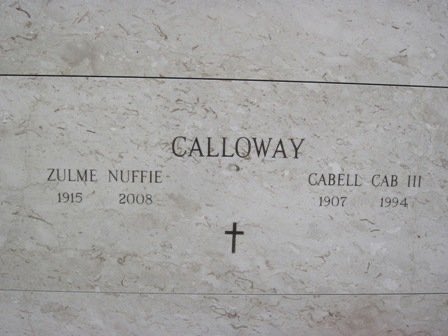 CALLOWAY
ZULME NUFFIE
1915 2008
CABELL CAB III
1907 1994